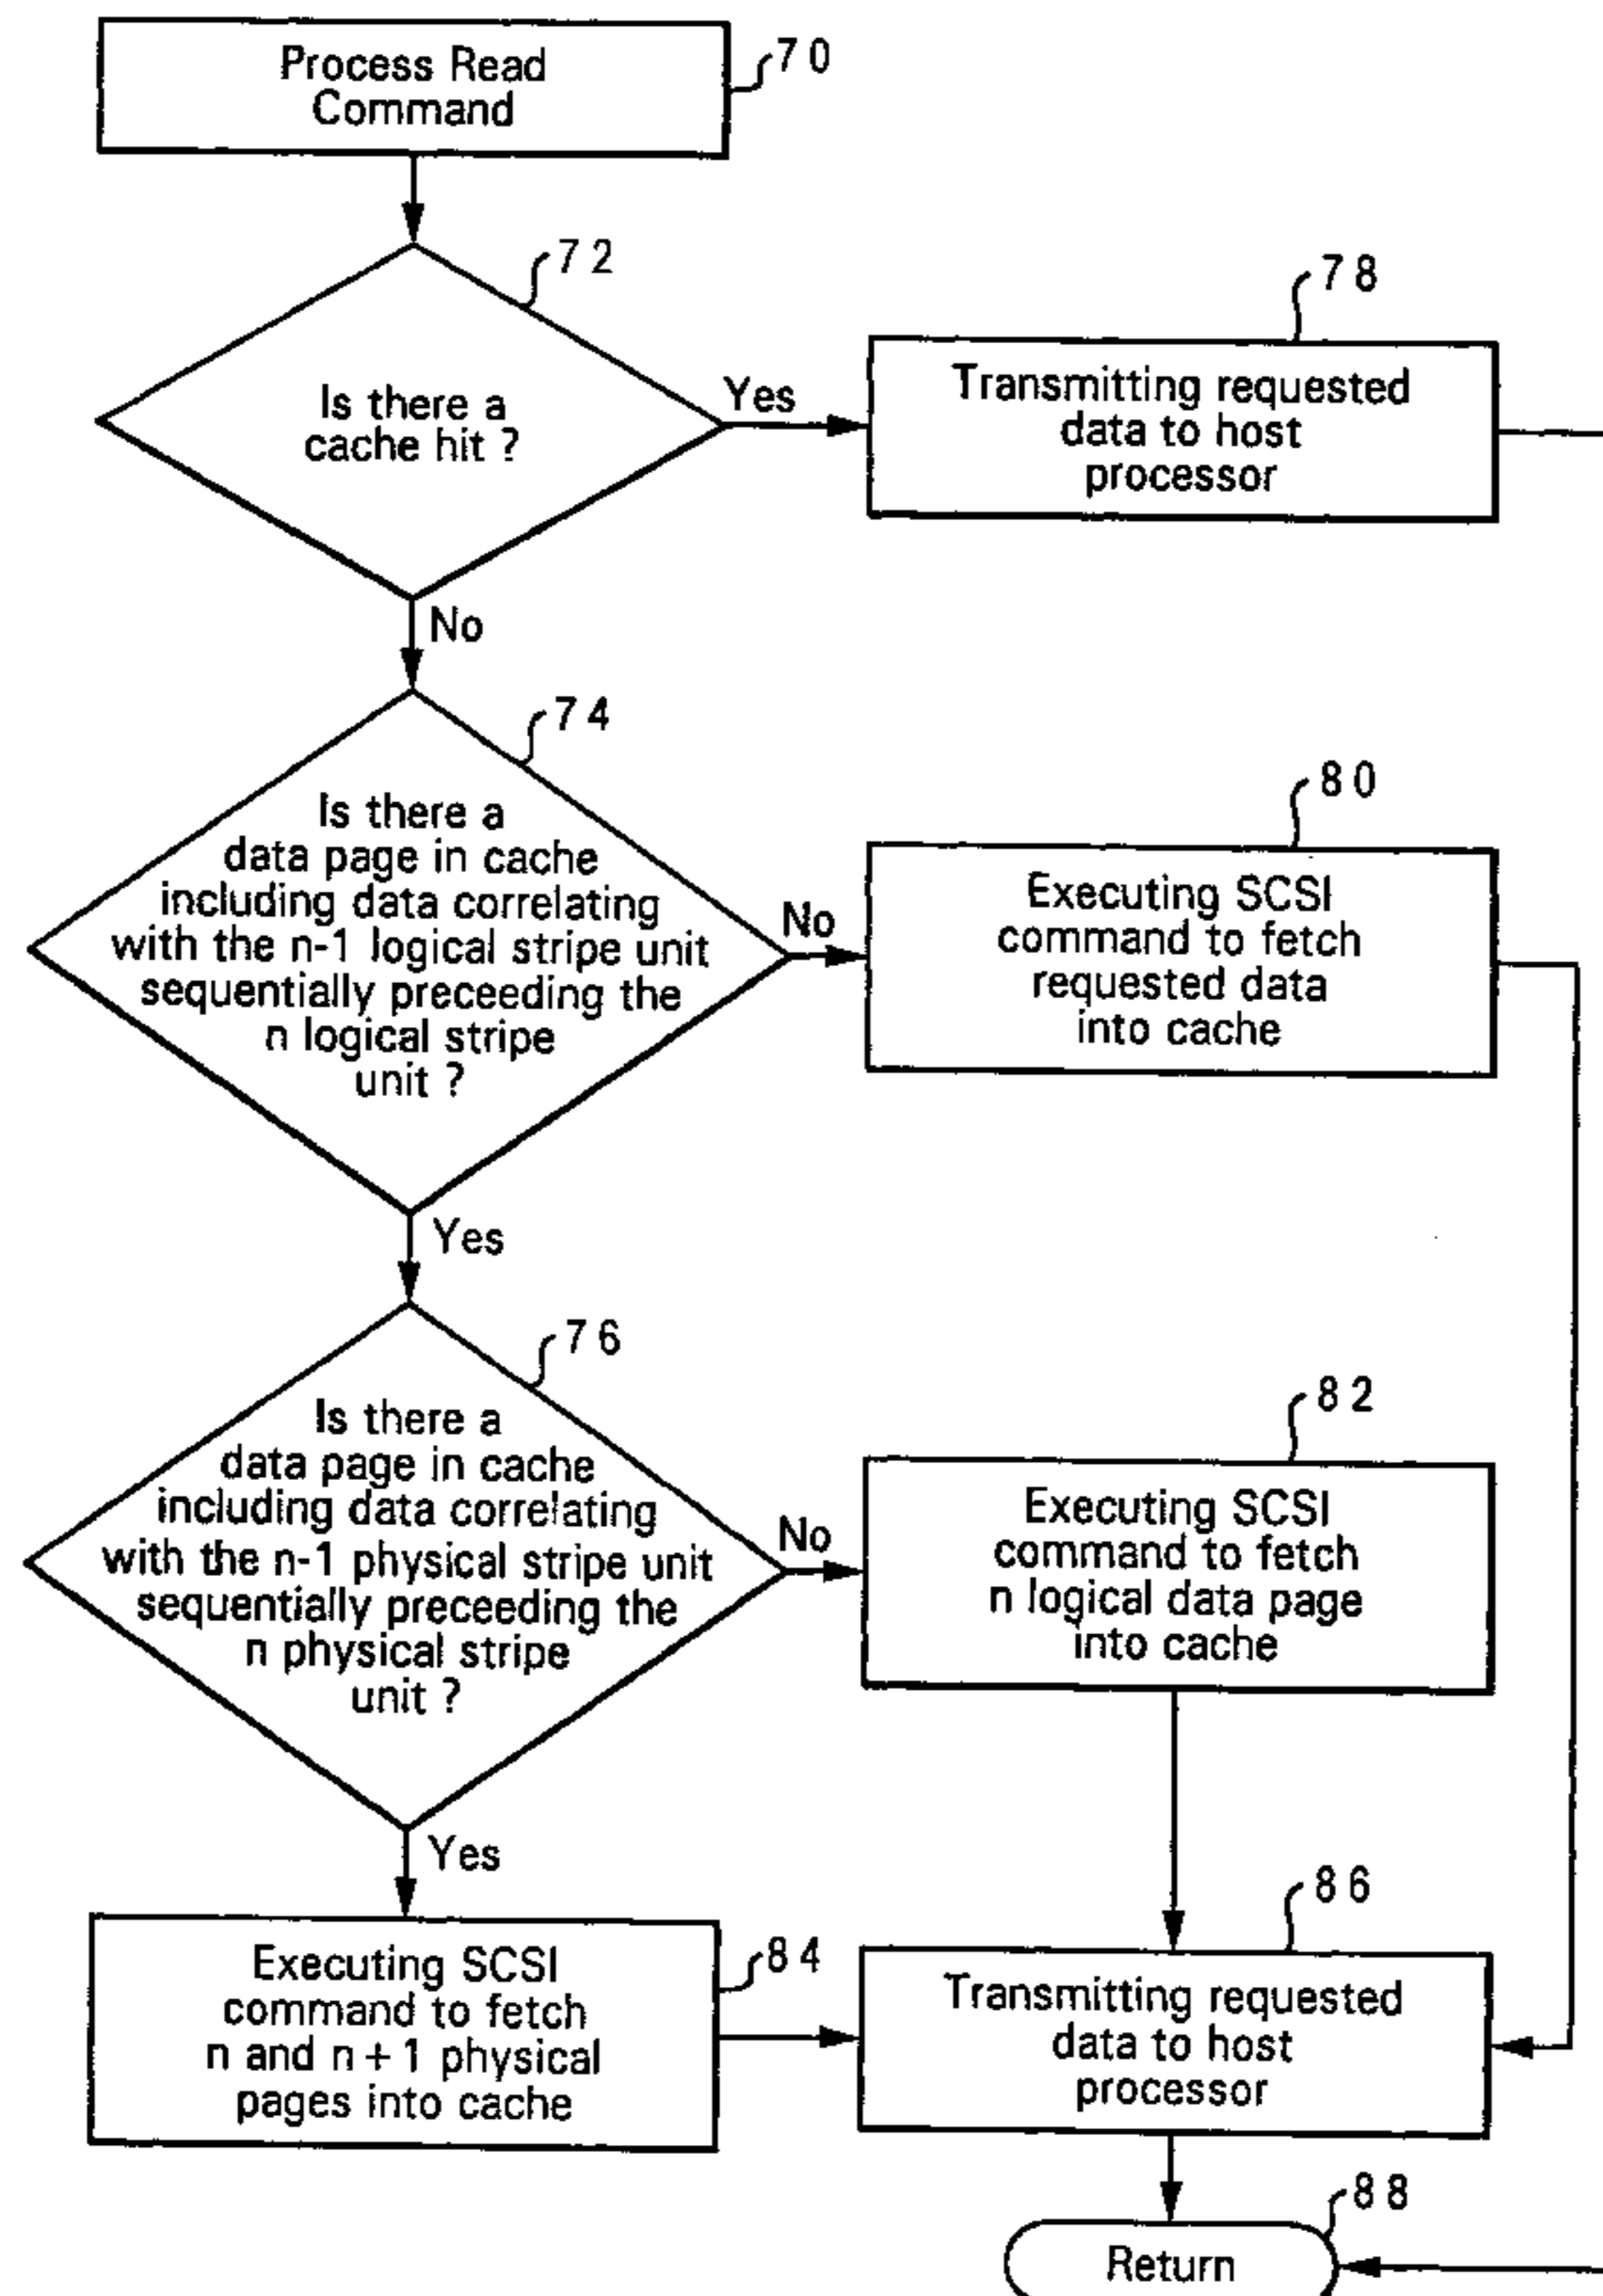 Process Read
Command
70
72
Is there a
cache hit ?
Yes
78
Transmitting requested
data to host
processor
No
74
Is there a
data page in cache
including data correlating
with the n-1 logical stripe unit
sequentially preceeding the
n logical stripe
unit ?
No
80
Executing SCSI
command to fetch
requested data
into cache
Yes
76
Is there a
data page in cache
including data correlating
with the n-1 physical stripe unit
sequentially preceeding the
n physical stripe
unit ?
No
82
Executing SCSI
command to fetch
n logical data page
into cache
Yes
Executing SCSI
command to fetch
n and n + 1 physical
pages into cache
84
86
Transmitting requested
data to host
processor
88
Return